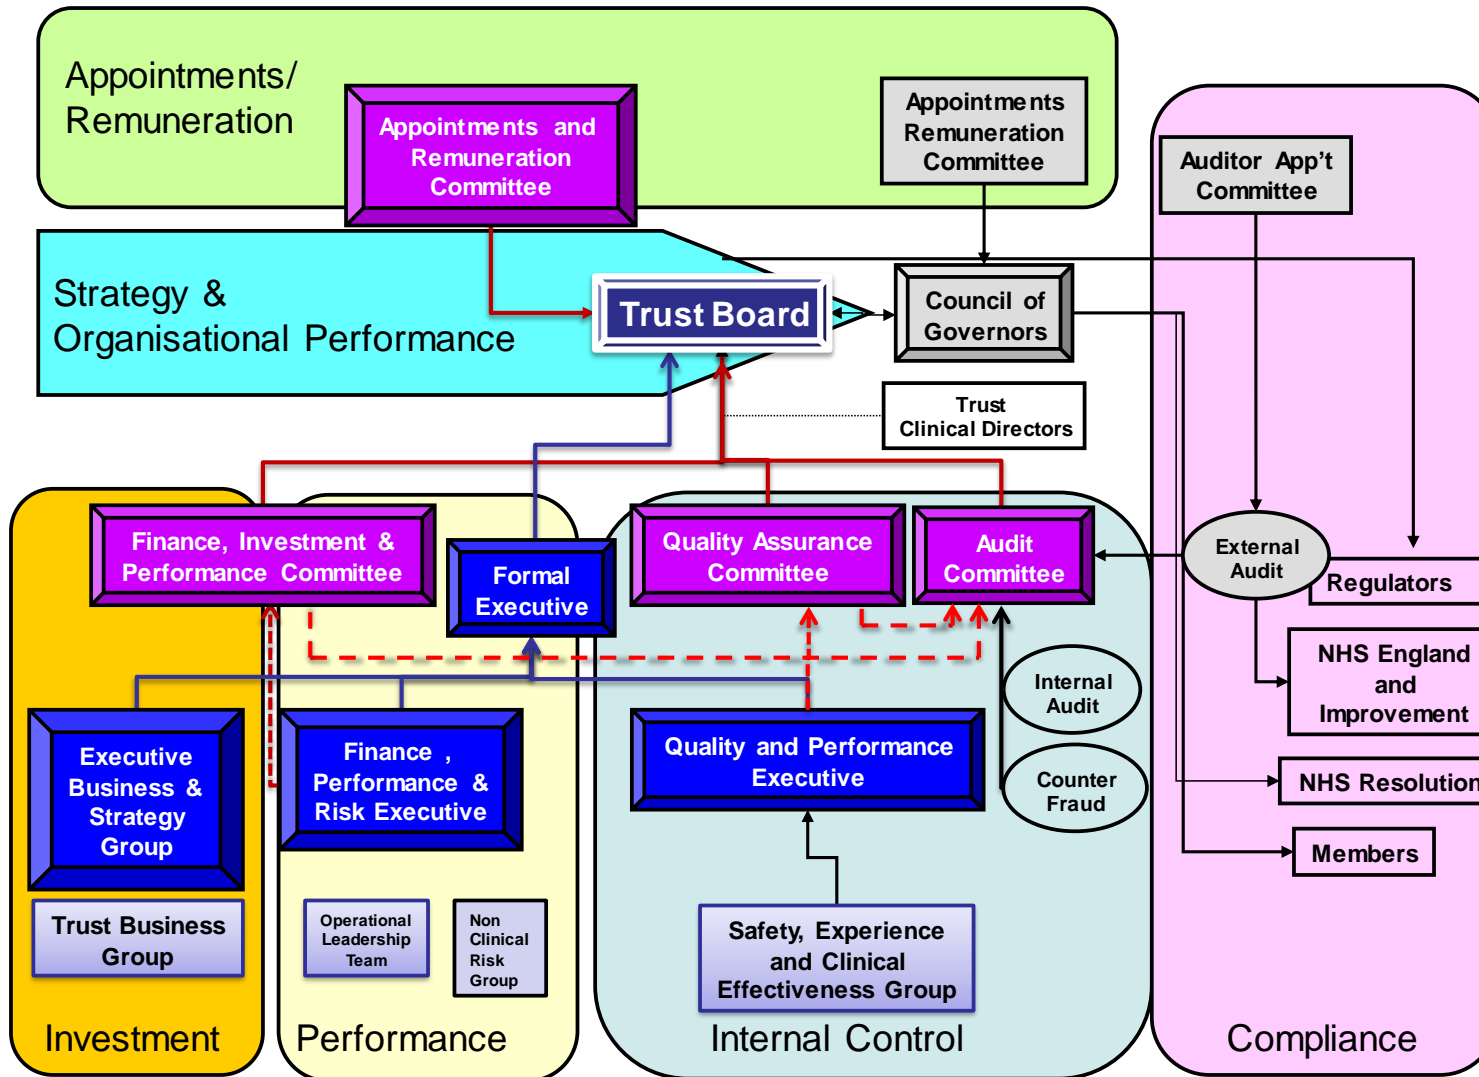 Appointments/
Remuneration
Appointments and
Remuneration
Committee
Appointments
Remuneration
Committee
Auditor App't
Committee
Strategy &
Organisational Performance
Trust Board
Council of
Governors
Trust
Clinical Directors
Finance, Investment &
Performance Committee
Formal
Executive
Quality Assurance
Committee
Audit
Committee
External
Audit
Regulators
NHS England
and
Improvement
NHS Resolution
Members
Internal
Audit
Counter
Fraud
Executive
Business &
Strategy
Group
Finance ,
Performance &
Risk Executive
Quality and Performance
Executive
Trust Business
Group
Operational
Leadership
Team
Non
Clinical
Risk
Group
Safety, Experience
and Clinical
Effectiveness Group
Investment
Performance
Internal Control
Compliance